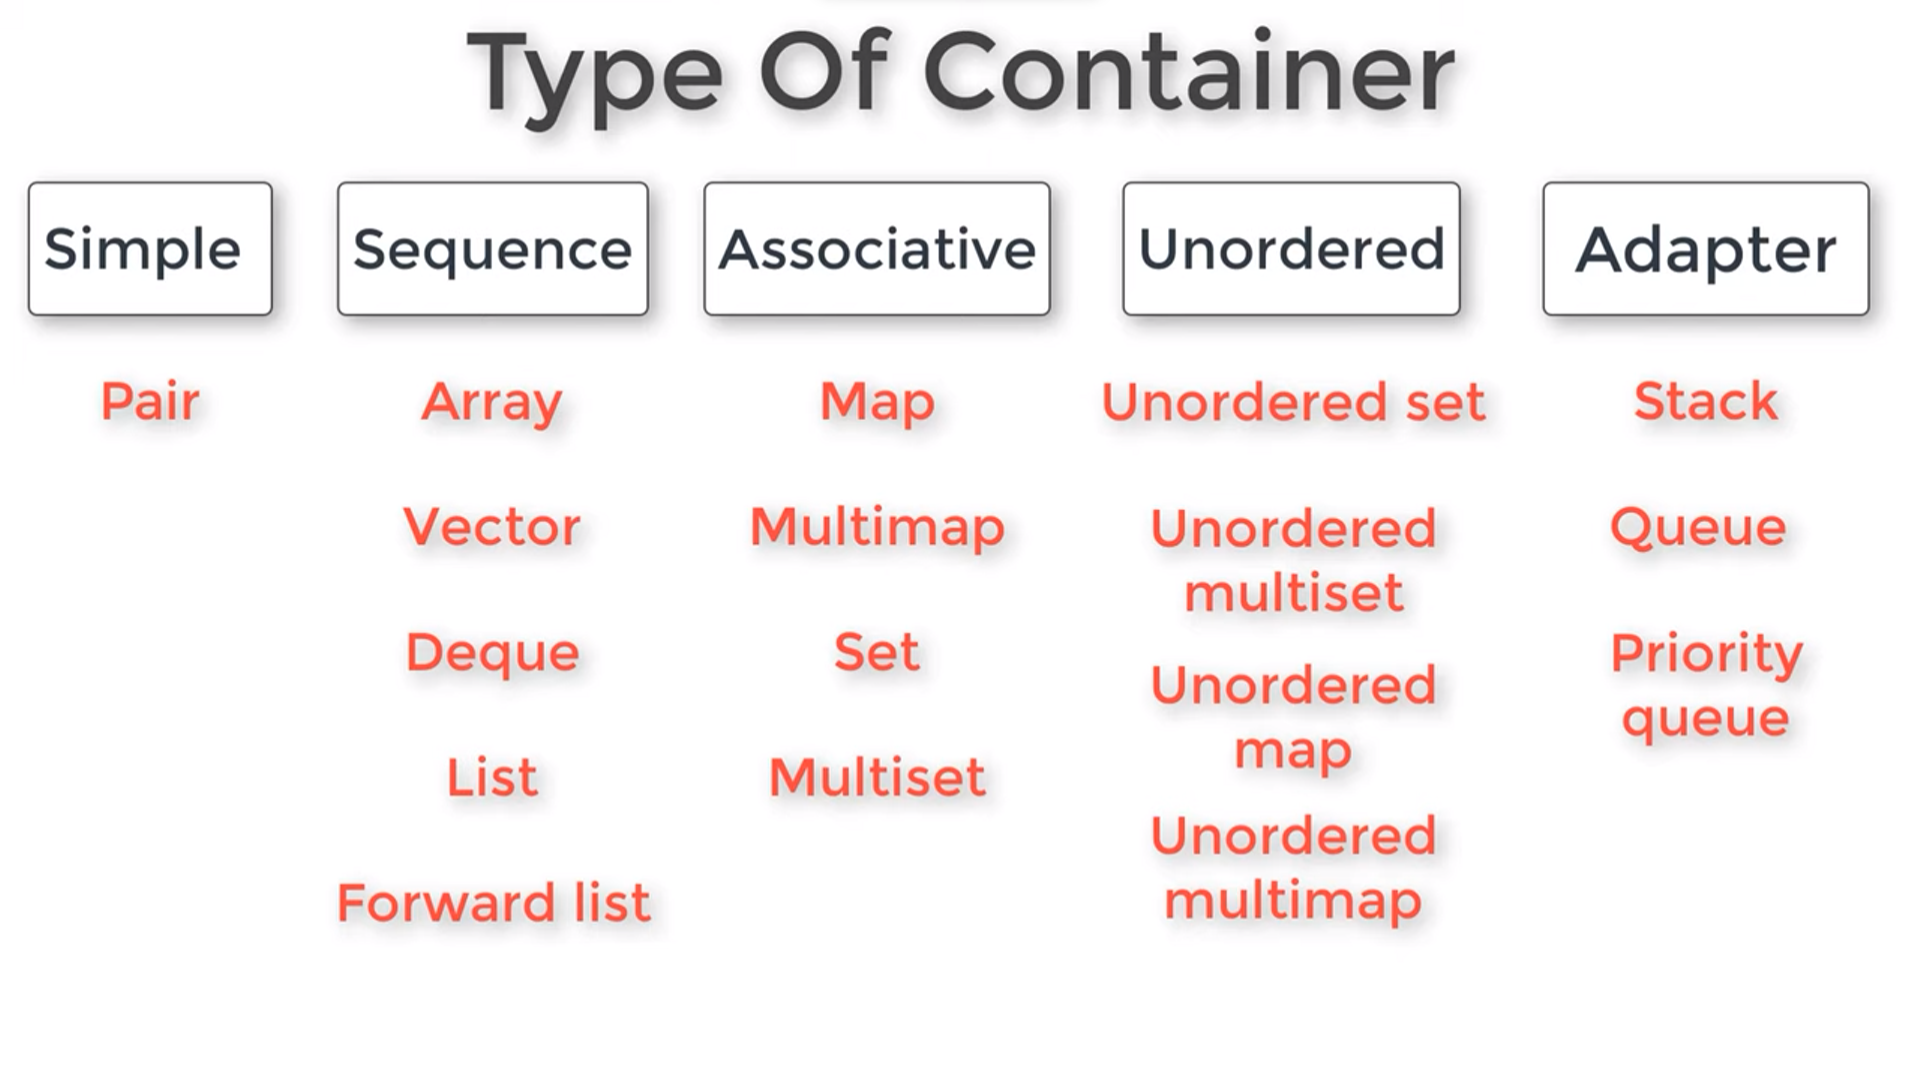 Type Of Container
Simple
Pair
Sequence
Array
Vector
Deque
List
Forward list
Associative
Map
Multimap
Set
Multiset
Unordered
Unordered set
Unordered
multiset
Unordered
map
Unordered
multimap
Adapter
Stack
Queue
Priority
queue